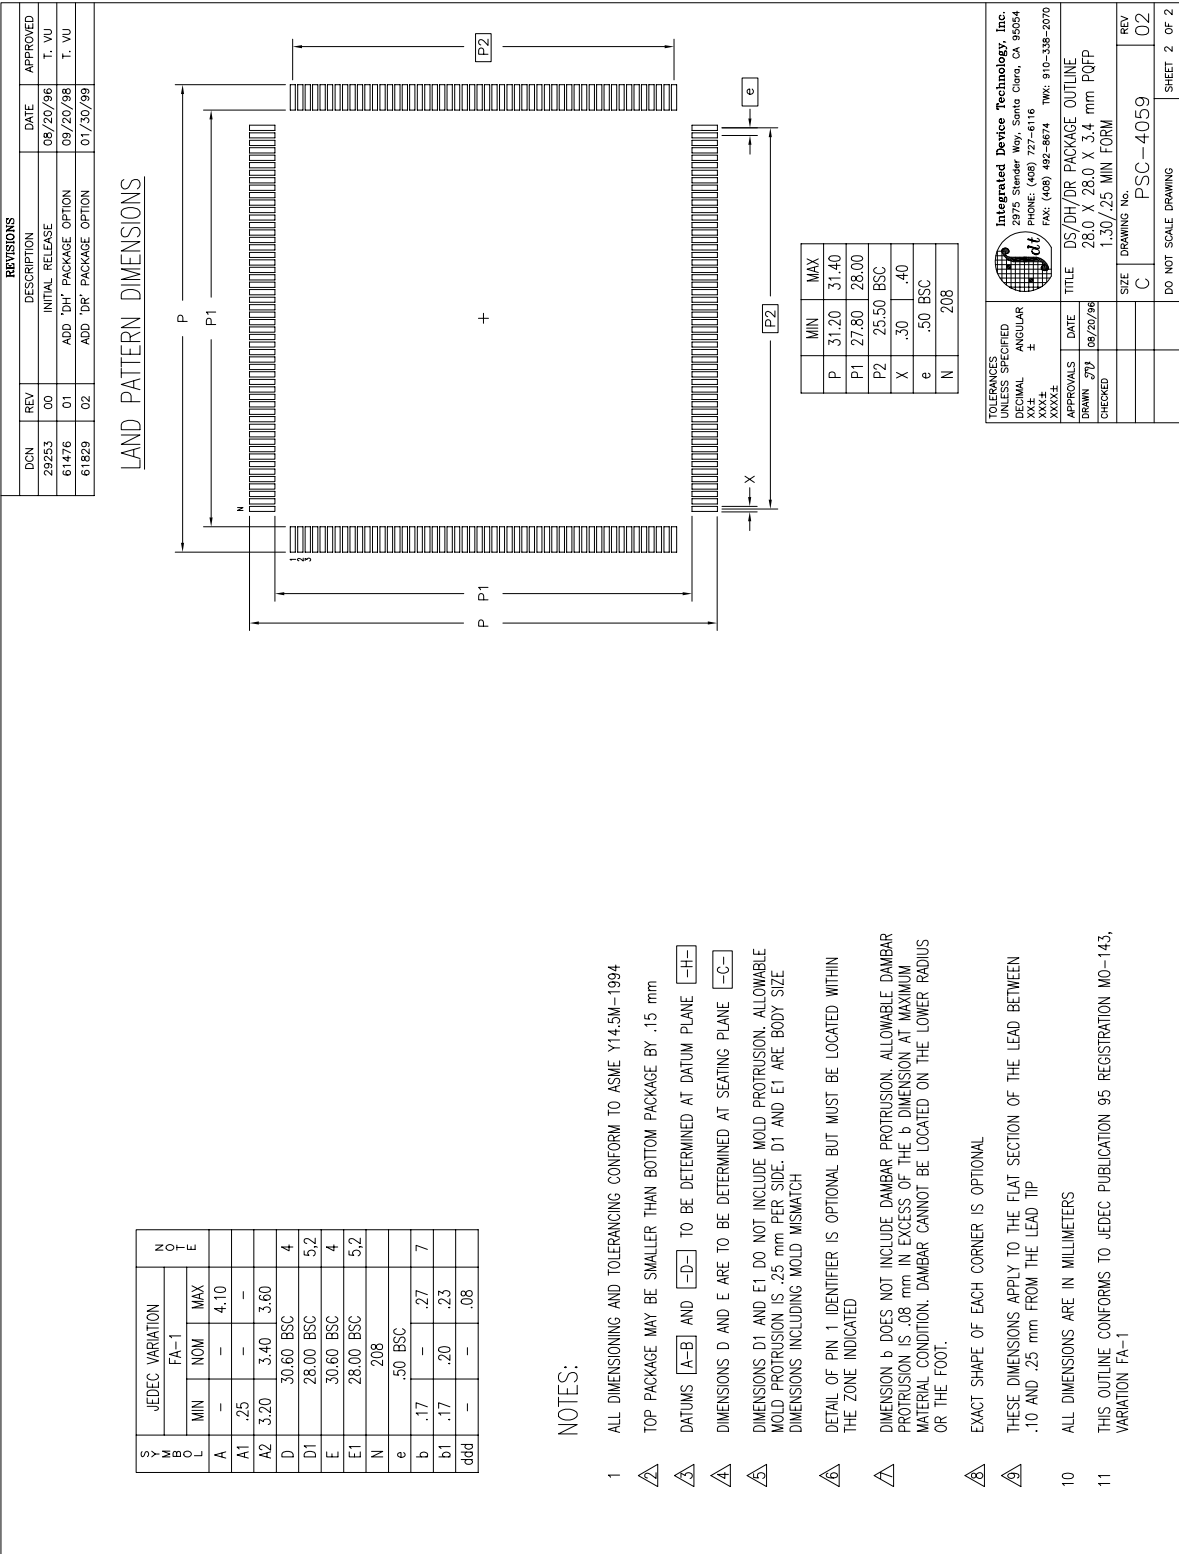 REVISIONS
DCN REV DESCRIPTION DATE APPROVED
29253 00 INITIAL RELEASE 08/20/96 T. VU
61476 01 ADD "DH" PACKAGE OPTION 09/20/98 T. VU
61829 02 ADD "DR" PACKAGE OPTION 01/30/99
LAND PATTERN DIMENSIONS
P
P1
P2
N
1
2
3
e
X
P
P1
P2
MIN MAX
P 31.20 31.40
P1 27.80 28.00
P2 25.50 BSC
X .30 .40
e .50 BSC
N 208
SYMBOL JEDEC VARIATION NOTE
FA-1
MIN NOM MAX
A – – 4.10
A1 .25 – –
A2 3.20 3.40 3.60
D 30.60 BSC 4
D1 28.00 BSC 5,2
E 30.60 BSC 4
E1 28.00 BSC 5,2
N 208
e .50 BSC
b .17 – .27 7
b1 .17 .20 .23
ddd – – .08
NOTES:
1 ALL DIMENSIONING AND TOLERANCING CONFORM TO ASME Y14.5M-1994
2 TOP PACKAGE MAY BE SMALLER THAN BOTTOM PACKAGE BY .15 mm
3 DATUMS A-B AND -D- TO BE DETERMINED AT DATUM PLANE -H-
4 DIMENSIONS D AND E ARE TO BE DETERMINED AT SEATING PLANE -C-
5 DIMENSIONS D1 AND E1 DO NOT INCLUDE MOLD PROTRUSION. ALLOWABLE
MOLD PROTRUSION IS .25 mm PER SIDE. D1 AND E1 ARE BODY SIZE
DIMENSIONS INCLUDING MOLD MISMATCH
6 DETAIL OF PIN 1 IDENTIFIER IS OPTIONAL BUT MUST BE LOCATED WITHIN
THE ZONE INDICATED
7 DIMENSION b DOES NOT INCLUDE DAMBAR PROTRUSION. ALLOWABLE DAMBAR
PROTRUSION IS .08 mm IN EXCESS OF THE b DIMENSION AT MAXIMUM
MATERIAL CONDITION. DAMBAR CANNOT BE LOCATED ON THE LOWER RADIUS
OR THE FOOT.
8 EXACT SHAPE OF EACH CORNER IS OPTIONAL
9 THESE DIMENSIONS APPLY TO THE FLAT SECTION OF THE LEAD BETWEEN
.10 AND .25 mm FROM THE LEAD TIP
10 ALL DIMENSIONS ARE IN MILLIMETERS
11 THIS OUTLINE CONFORMS TO JEDEC PUBLICATION 95 REGISTRATION MO-143,
VARIATION FA-1
TOLERANCES
UNLESS SPECIFIED
DECIMAL ANGULAR
XX± ±
XXX±
XXXX±
APPROVALS DATE
DRAWN TV 08/20/96
CHECKED
idt
Integrated Device Technology, Inc.
2975 Stender Way, Santa Clara, CA 95054
PHONE: (408) 727-6116
FAX: (408) 492-8674 TWX: 910-338-2070
TITLE DS/DH/DR PACKAGE OUTLINE
28.0 X 28.0 X 3.4 mm PQFP
1.30/.25 MIN FORM
SIZE DRAWING No. REV
C PSC-4059 02
DO NOT SCALE DRAWING SHEET 2 OF 2